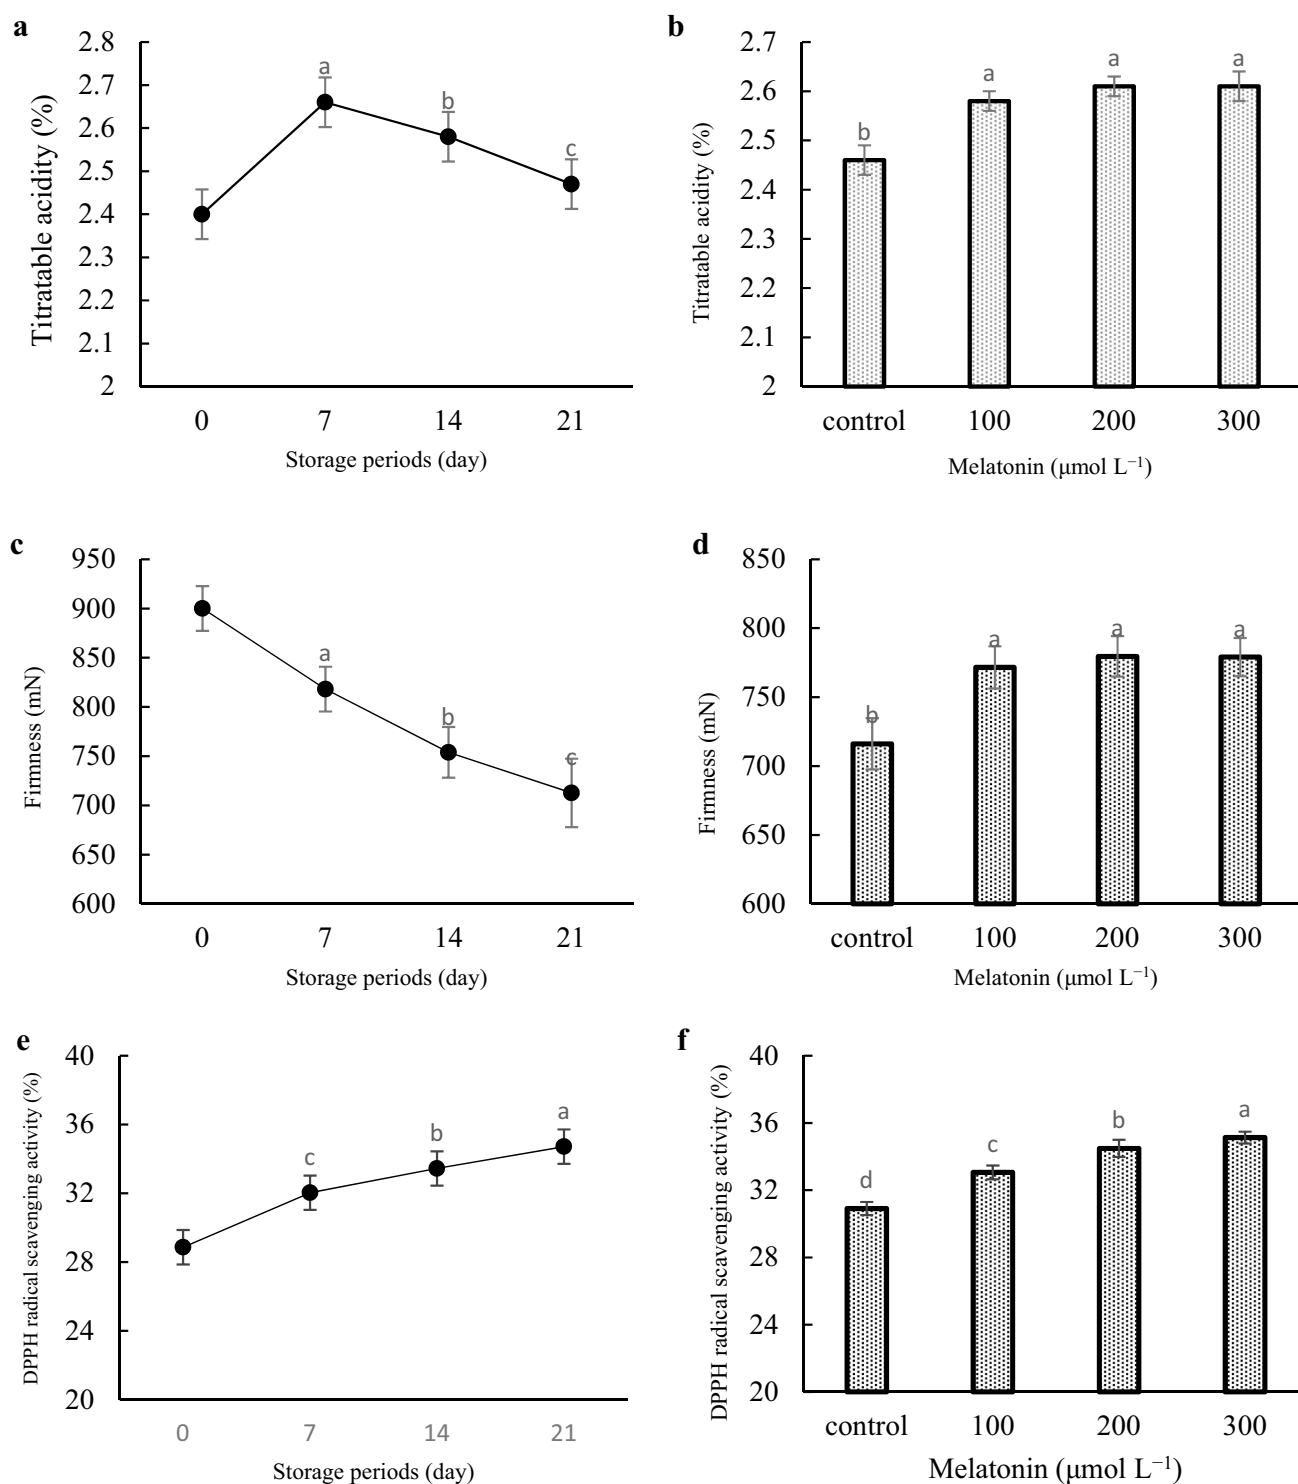 a
Titratable acidity (%)
2.8
2.7
2.6
2.5
2.4
2.3
2.2
2.1
2
a
b
c
0 7 14 21
Storage periods (day)
b
Titratable acidity (%)
2.7
2.6
2.5
2.4
2.3
2.2
2.1
2
b
a
a
a
control 100 200 300
Melatonin (μmol L⁻¹)
c
Firmness (mN)
950
900
850
800
750
700
650
600
a
b
c
0 7 14 21
Storage periods (day)
d
Firmness (mN)
850
800
750
700
650
600
b
a
a
a
control 100 200 300
Melatonin (μmol L⁻¹)
e
DPPH radical scavenging activity (%)
40
36
32
28
24
20
c
b
a
0 7 14 21
Storage periods (day)
f
DPPH radical scavenging activity (%)
40
36
32
28
24
20
d
c
b
a
control 100 200 300
Melatonin (μmol L⁻¹)